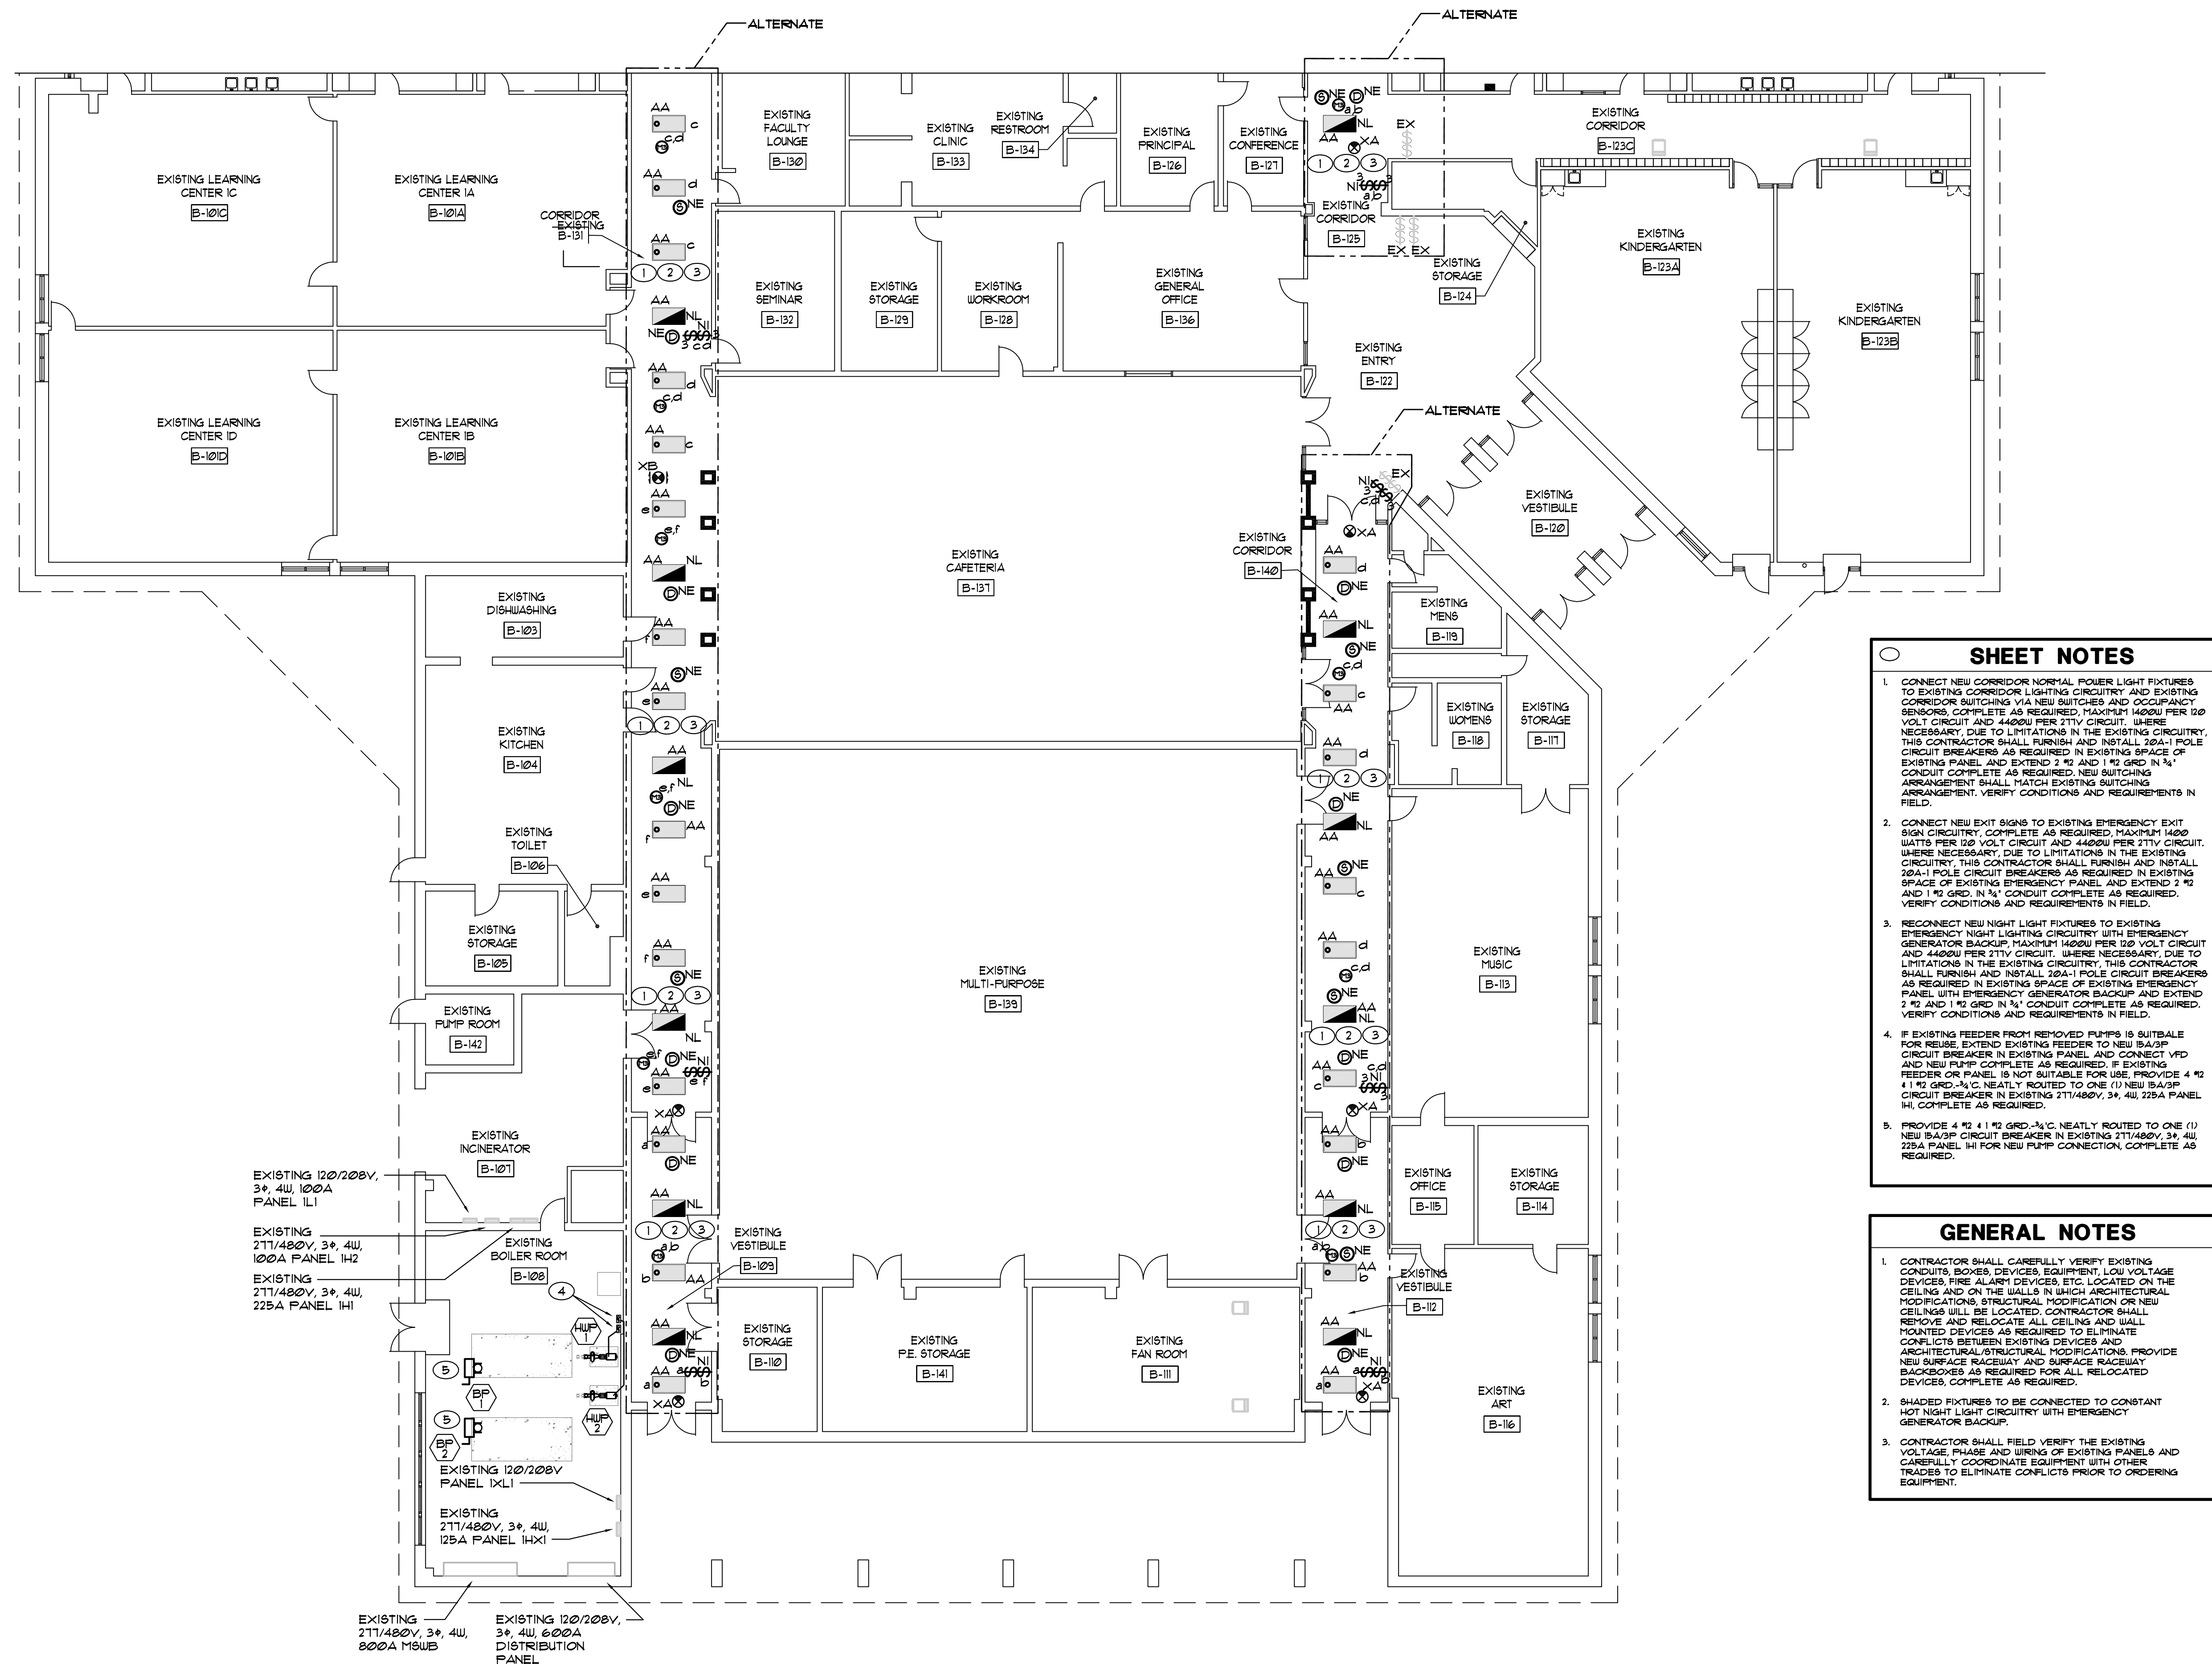 ALTERNATE
ALTERNATE
EXISTING LEARNING
CENTER 1C
B-101C
EXISTING LEARNING
CENTER 1A
B-101A
CORRIDOR
EXISTING
B-131
EXISTING
FACULTY
LOUNGE
B-130
EXISTING
CLINIC
B-133
EXISTING
RESTROOM
B-134
EXISTING
PRINCIPAL
B-126
EXISTING
CONFERENCE
B-127
EXISTING
CORRIDOR
B-125
EXISTING
CORRIDOR
B-123C
EXISTING
STORAGE
B-124
EXISTING
KINDERGARTEN
B-123A
EXISTING
KINDERGARTEN
B-123B
EXISTING
SEMINAR
B-132
EXISTING
STORAGE
B-129
EXISTING
WORKROOM
B-128
EXISTING
GENERAL
OFFICE
B-136
EXISTING
ENTRY
B-122
ALTERNATE
EXISTING LEARNING
CENTER 1D
B-101D
EXISTING LEARNING
CENTER 1B
B-101B
EXISTING
VESTIBULE
B-120
EXISTING
CAFETERIA
B-137
EXISTING
CORRIDOR
B-140
EXISTING
DISHWASHING
B-103
EXISTING
MENS
B-119
EXISTING
KITCHEN
B-104
EXISTING
WOMENS
B-118
EXISTING
STORAGE
B-117
EXISTING
TOILET
B-106
EXISTING
STORAGE
B-105
EXISTING
PUMP ROOM
B-142
EXISTING
MULTI-PURPOSE
B-139
EXISTING
MUSIC
B-113
EXISTING
INCINERATOR
B-107
EXISTING
OFFICE
B-115
EXISTING
STORAGE
B-114
EXISTING 120/208V,
3Φ, 4W, 100A
PANEL 1L1
EXISTING
277/480V, 3Φ, 4W,
100A PANEL 1H2
EXISTING
277/480V, 3Φ, 4W,
225A PANEL 1H1
EXISTING
BOILER ROOM
B-108
EXISTING
VESTIBULE
B-109
EXISTING
VESTIBULE
B-112
EXISTING
STORAGE
B-110
EXISTING
P.E. STORAGE
B-141
EXISTING
FAN ROOM
B-111
EXISTING
ART
B-116
4
HWP
1
5
BP
1
HWP
2
5
BP
2
EXISTING 120/208V
PANEL 1XL1
EXISTING
277/480V, 3Φ, 4W,
125A PANEL 1HX1
EXISTING
277/480V, 3Φ, 4W,
800A MSWB
EXISTING 120/208V,
3Φ, 4W, 600A
DISTRIBUTION
PANEL
SHEET NOTES
1. CONNECT NEW CORRIDOR NORMAL POWER LIGHT FIXTURES
TO EXISTING CORRIDOR LIGHTING CIRCUITRY AND EXISTING
CORRIDOR SWITCHING VIA NEW SWITCHES AND OCCUPANCY
SENSORS, COMPLETE AS REQUIRED, MAXIMUM 1400W PER 120
VOLT CIRCUIT AND 4400W PER 277V CIRCUIT. WHERE
NECESSARY, DUE TO LIMITATIONS IN THE EXISTING CIRCUITRY,
THIS CONTRACTOR SHALL FURNISH AND INSTALL 20A-1 POLE
CIRCUIT BREAKERS AS REQUIRED IN EXISTING SPACE OF
EXISTING PANEL AND EXTEND 2 #12 AND 1 #12 GRD IN ¾"
CONDUIT COMPLETE AS REQUIRED. NEW SWITCHING
ARRANGEMENT SHALL MATCH EXISTING SWITCHING
ARRANGEMENT. VERIFY CONDITIONS AND REQUIREMENTS IN
FIELD.
2. CONNECT NEW EXIT SIGNS TO EXISTING EMERGENCY EXIT
SIGN CIRCUITRY, COMPLETE AS REQUIRED, MAXIMUM 1400
WATTS PER 120 VOLT CIRCUIT AND 4400W PER 277V CIRCUIT.
WHERE NECESSARY, DUE TO LIMITATIONS IN THE EXISTING
CIRCUITRY, THIS CONTRACTOR SHALL FURNISH AND INSTALL
20A-1 POLE CIRCUIT BREAKERS AS REQUIRED IN EXISTING
SPACE OF EXISTING EMERGENCY PANEL AND EXTEND 2 #12
AND 1 #12 GRD. IN ¾" CONDUIT COMPLETE AS REQUIRED.
VERIFY CONDITIONS AND REQUIREMENTS IN FIELD.
3. RECONNECT NEW NIGHT LIGHT FIXTURES TO EXISTING
EMERGENCY NIGHT LIGHTING CIRCUITRY WITH EMERGENCY
GENERATOR BACKUP, MAXIMUM 1400W PER 120 VOLT CIRCUIT
AND 4400W PER 277V CIRCUIT. WHERE NECESSARY, DUE TO
LIMITATIONS IN THE EXISTING CIRCUITRY, THIS CONTRACTOR
SHALL FURNISH AND INSTALL 20A-1 POLE CIRCUIT BREAKERS
AS REQUIRED IN EXISTING SPACE OF EXISTING EMERGENCY
PANEL WITH EMERGENCY GENERATOR BACKUP AND EXTEND
2 #12 AND 1 #12 GRD IN ¾" CONDUIT COMPLETE AS REQUIRED.
VERIFY CONDITIONS AND REQUIREMENTS IN FIELD.
4. IF EXISTING FEEDER FROM REMOVED PUMPS IS SUITBALE
FOR REUSE, EXTEND EXISTING FEEDER TO NEW 15A/3P
CIRCUIT BREAKER IN EXISTING PANEL AND CONNECT VFD
AND NEW PUMP COMPLETE AS REQUIRED. IF EXISTING
FEEDER OR PANEL IS NOT SUITABLE FOR USE, PROVIDE 4 #12
& 1 #12 GRD.-¾"C. NEATLY ROUTED TO ONE (1) NEW 15A/3P
CIRCUIT BREAKER IN EXISTING 277/480V, 3Φ, 4W, 225A PANEL
1H1, COMPLETE AS REQUIRED.
5. PROVIDE 4 #12 & 1 #12 GRD.-¾"C. NEATLY ROUTED TO ONE (1)
NEW 15A/3P CIRCUIT BREAKER IN EXISTING 277/480V, 3Φ, 4W,
225A PANEL 1H1 FOR NEW PUMP CONNECTION, COMPLETE AS
REQUIRED.
GENERAL NOTES
1. CONTRACTOR SHALL CAREFULLY VERIFY EXISTING
CONDUITS, BOXES, DEVICES, EQUIPMENT, LOW VOLTAGE
DEVICES, FIRE ALARM DEVICES, ETC. LOCATED ON THE
CEILING AND ON THE WALLS IN WHICH ARCHITECTURAL
MODIFICATIONS, STRUCTURAL MODIFICATION OR NEW
CEILINGS WILL BE LOCATED. CONTRACTOR SHALL
REMOVE AND RELOCATE ALL CEILING AND WALL
MOUNTED DEVICES AS REQUIRED TO ELIMINATE
CONFLICTS BETWEEN EXISTING DEVICES AND
ARCHITECTURAL/STRUCTURAL MODIFICATIONS. PROVIDE
NEW SURFACE RACEWAY AND SURFACE RACEWAY
BACKBOXES AS REQUIRED FOR ALL RELOCATED
DEVICES, COMPLETE AS REQUIRED.
2. SHADED FIXTURES TO BE CONNECTED TO CONSTANT
HOT NIGHT LIGHT CIRCUITRY WITH EMERGENCY
GENERATOR BACKUP.
3. CONTRACTOR SHALL FIELD VERIFY THE EXISTING
VOLTAGE, PHASE AND WIRING OF EXISTING PANELS AND
CAREFULLY COORDINATE EQUIPMENT WITH OTHER
TRADES TO ELIMINATE CONFLICTS PRIOR TO ORDERING
EQUIPMENT.